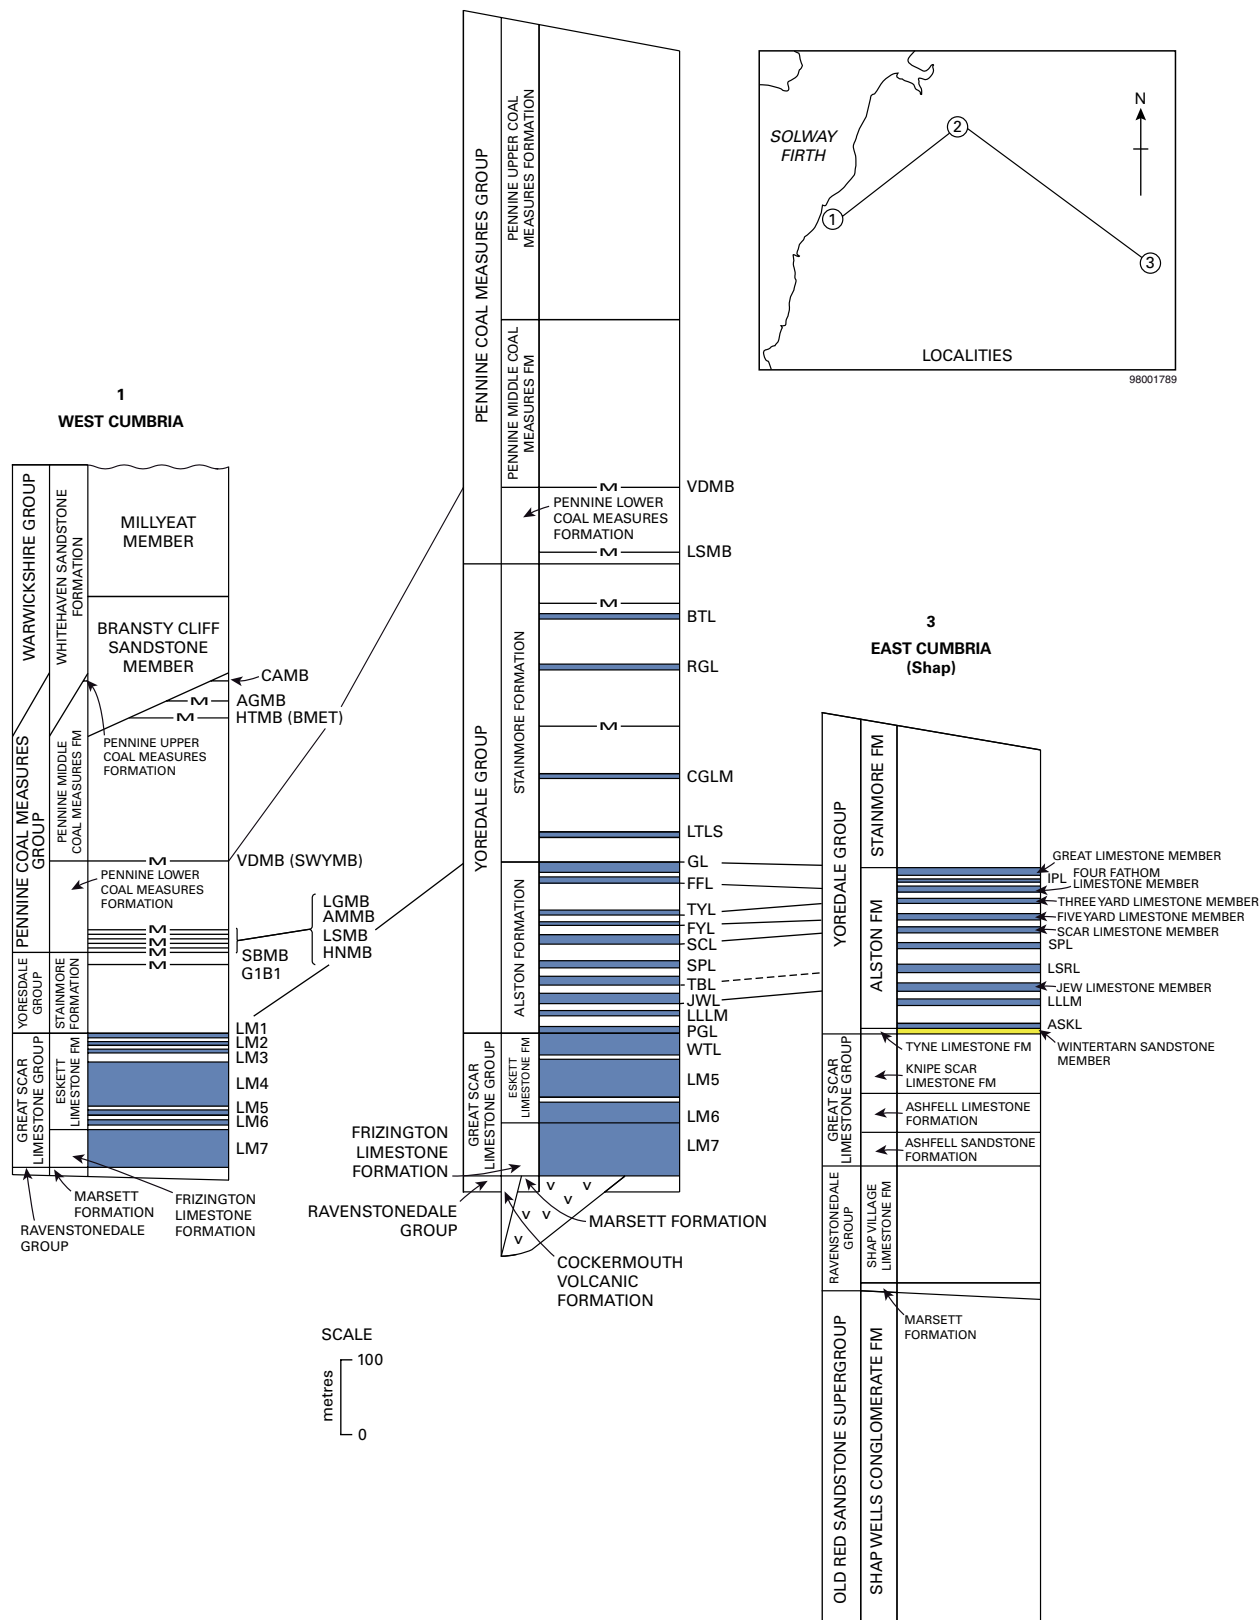 SOLWAY
FIRTH
N
1
2
3
LOCALITIES
98001789
1
WEST CUMBRIA
WARWICKSHIRE GROUP
WHITEHAVEN SANDSTONE
FORMATION
MILLYEAT
MEMBER
BRANSTY CLIFF
SANDSTONE
MEMBER
CAMB
M
AGMB
M
HTMB (BMET)
PENNINE UPPER
COAL MEASURES
FORMATION
PENNINE COAL MEASURES
GROUP
PENNINE MIDDLE
COAL MEASURES FM
M
VDMB (SWYMB)
PENNINE LOWER
COAL MEASURES
FORMATION
LGMB
AMMB
LSMB
HNMB
M
M
M
SBMB
G1B1
YORESDALE
GROUP
STAINMORE
FORMATION
LM1
LM2
LM3
LM4
LM5
LM6
LM7
GREAT SCAR
LIMESTONE GROUP
ESKETT
LIMESTONE FM
MARSETT
FORMATION
FRIZINGTON
LIMESTONE
FORMATION
RAVENSTONEDALE
GROUP
PENNINE COAL MEASURES GROUP
PENNINE UPPER COAL
MEASURES FORMATION
PENNINE MIDDLE COAL
MEASURES FM
M
VDMB
PENNINE LOWER
COAL MEASURES
FORMATION
M
LSMB
YOREDALE GROUP
STAINMORE FORMATION
M
BTL
RGL
M
CGLM
LTLS
ALSTON FORMATION
GL
FFL
TYL
FYL
SCL
SPL
TBL
JWL
LLLM
PGL
WTL
LM5
LM6
LM7
GREAT SCAR
LIMESTONE GROUP
ESKETT
LIMESTONE FM
FRIZINGTON
LIMESTONE
FORMATION
RAVENSTONEDALE
GROUP
V V
V
V V
V
MARSETT FORMATION
COCKERMOUTH
VOLCANIC
FORMATION
SCALE
metres
100
0
3
EAST CUMBRIA
(Shap)
YOREDALE GROUP
STAINMORE FM
ALSTON FM
GREAT LIMESTONE MEMBER
IPL
FOUR FATHOM
LIMESTONE MEMBER
THREE YARD LIMESTONE MEMBER
FIVE YARD LIMESTONE MEMBER
SCAR LIMESTONE MEMBER
SPL
LSRL
JEW LIMESTONE MEMBER
LLLM
ASKL
WINTERTARN SANDSTONE
MEMBER
GREAT SCAR
LIMESTONE GROUP
TYNE LIMESTONE FM
KNIPE SCAR
LIMESTONE FM
ASHFELL LIMESTONE
FORMATION
ASHFELL SANDSTONE
FORMATION
RAVENSTONEDALE
GROUP
SHAP VILLAGE
LIMESTONE FM
MARSETT
FORMATION
OLD RED SANDSTONE SUPERGROUP
SHAP WELLS CONGLOMERATE FM